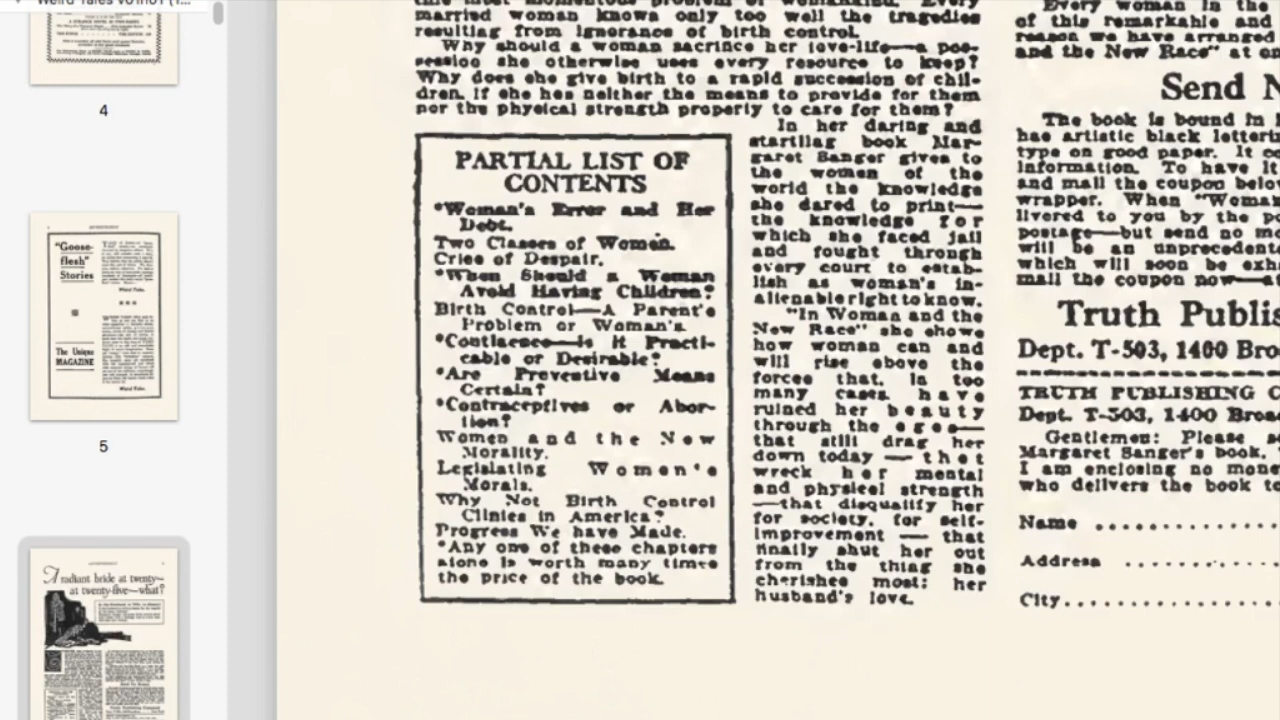 Weird Tales v01n01 (1...
4
"Goose-
flesh"
Stories
The Unique
MAGAZINE
5
A radiant bride at twenty—
at twenty-five—what?
married woman knows only too well the tragedies
resulting from ignorance of birth control.
Why should a woman sacrifice her love-life—a pos-
session she otherwise uses every resource to keep?
Why does she give birth to a rapid succession of chil-
dren, if she has neither the means to provide for them
nor the physical strength properly to care for them?
PARTIAL LIST OF
CONTENTS
*Woman's Error and Her
Debt.
Two Classes of Women.
Cries of Despair.
*When Should a Woman
Avoid Having Children?
Birth Control—A Parent's
Problem or Woman's
*Continence—Is it Practi-
cable or Desirable?
*Are Preventive Means
Certain?
*Contraceptives or Abor-
tion?
Women and the New
Morality.
Legislating Women's
Morals.
Why Not Birth Control
Clinics in America?
Progress We have Made.
*Any one of these chapters
alone is worth many times
the price of the book.
In her daring and
startling book Mar-
garet Sanger gives to
the women of the
world the knowledge
she dared to print—
the knowledge for
which she faced jail
and fought through
every court to estab-
lish as woman's in-
alienable right to know.
"In Woman and the
New Race" she shows
how woman can and
will rise above the
forces that, in too
many cases, have
ruined her beauty
through the ages—
that still drag her
down today — that
wreck her mental
and physical strength
—that disqualify her
for society, for self-
improvement — that
finally shut her out
from the thing she
cherishes most: her
husband's love.
Every woman in the
of this remarkable and
reason we have arranged
and the New Race" at
Send N
The book is bound in
has artistic black letteri
type on good paper. It co
information. To have it
and mail the coupon belo
wrapper. When "Woman
livered to you by the po
postage—but send no mo
will be an unprecedent
which will soon be exh
mail the coupon now—a
Truth Publis
Dept. T-503, 1400 Bro
TRUTH PUBLISHING C
Dept. T-503, 1400 Broad
Gentlemen: Please
Margaret Sanger's book,
I am enclosing no mone
who delivers the book to
Name
Address
City